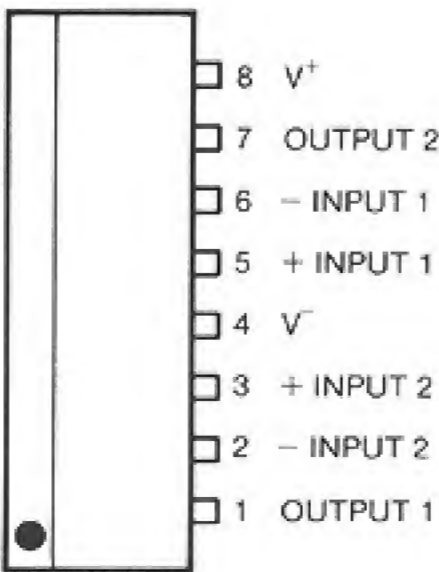 8 V⁺
7 OUTPUT 2
6 − INPUT 1
5 + INPUT 1
4 V⁻
3 + INPUT 2
2 − INPUT 2
1 OUTPUT 1